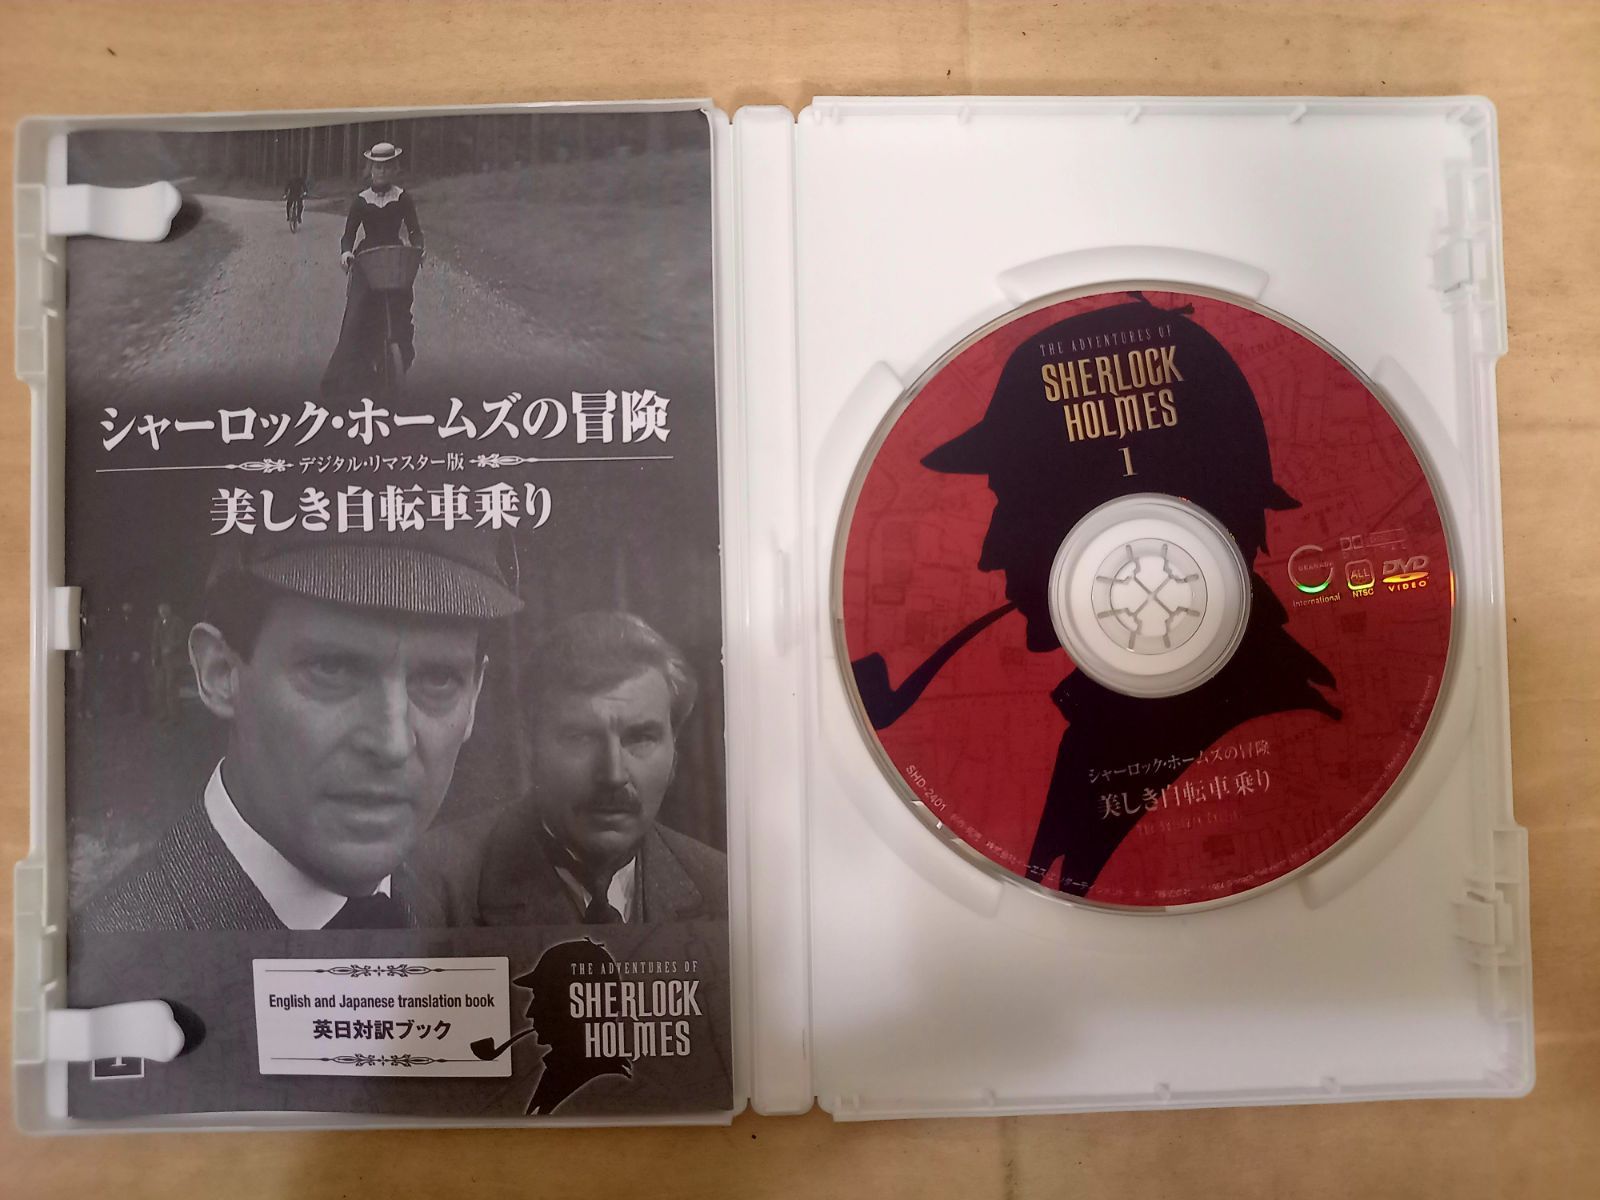 シャーロック・ホームズの冒険
デジタル・リマスター版
美しき自転車乗り
English and Japanese translation book
英日対訳ブック
THE ADVENTURES OF
SHERLOCK
HOLMES
THE ADVENTURES OF
SHERLOCK
HOLMES
1
GRANADA
International
ALL
NTSC
DVD
VIDEO
シャーロック・ホームズの冒険
美しき自転車乗り
SHD-2401